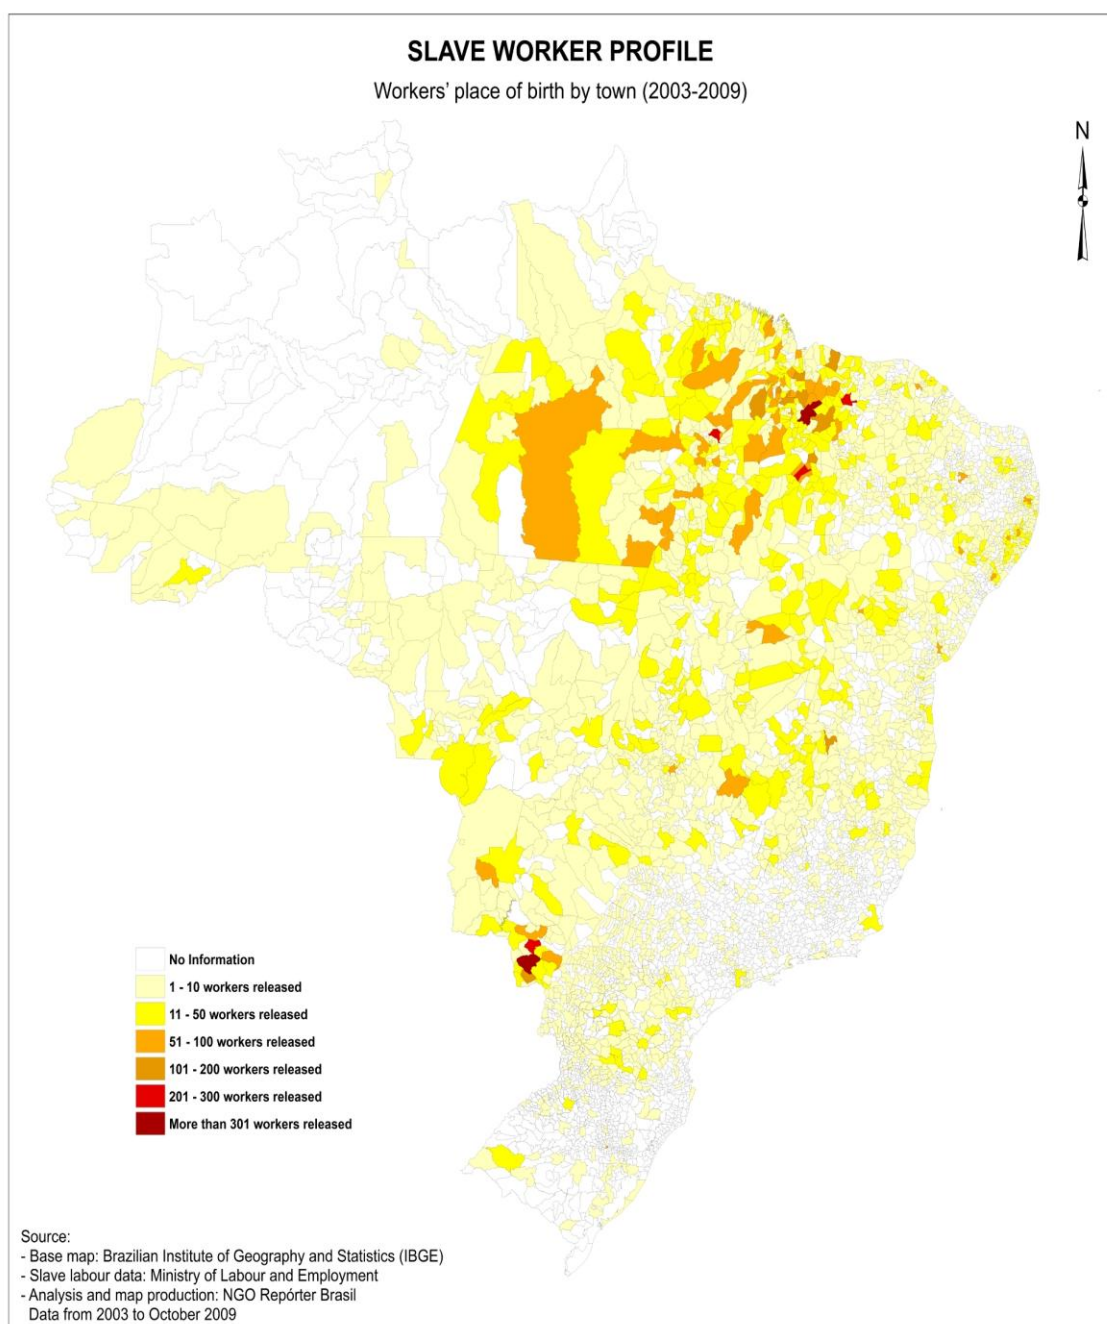 SLAVE WORKER PROFILE
Workers' place of birth by town (2003-2009)
N
No Information
1 - 10 workers released
11 - 50 workers released
51 - 100 workers released
101 - 200 workers released
201 - 300 workers released
More than 301 workers released
Source:
- Base map: Brazilian Institute of Geography and Statistics (IBGE)
- Slave labour data: Ministry of Labour and Employment
- Analysis and map production: NGO Repórter Brasil
Data from 2003 to October 2009